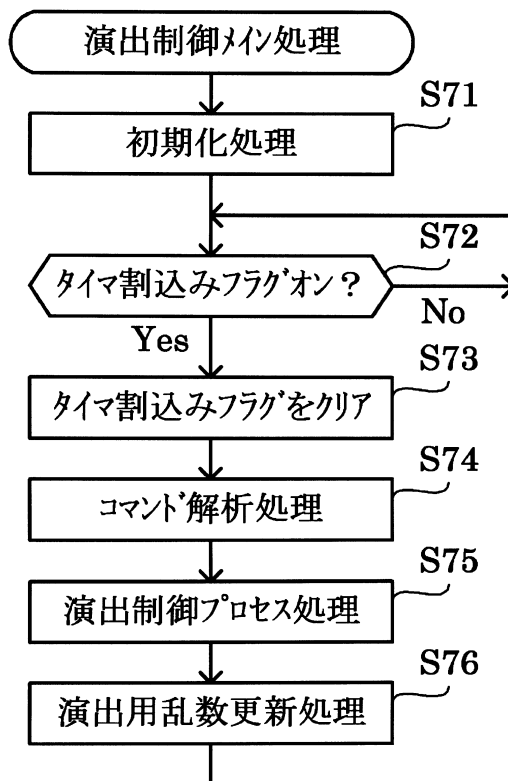 演出制御メイン処理
S71
初期化処理
S72
タイマ割込みフラグオン？
No
Yes
S73
タイマ割込みフラグをクリア
S74
コマンド解析処理
S75
演出制御プロセス処理
S76
演出用乱数更新処理